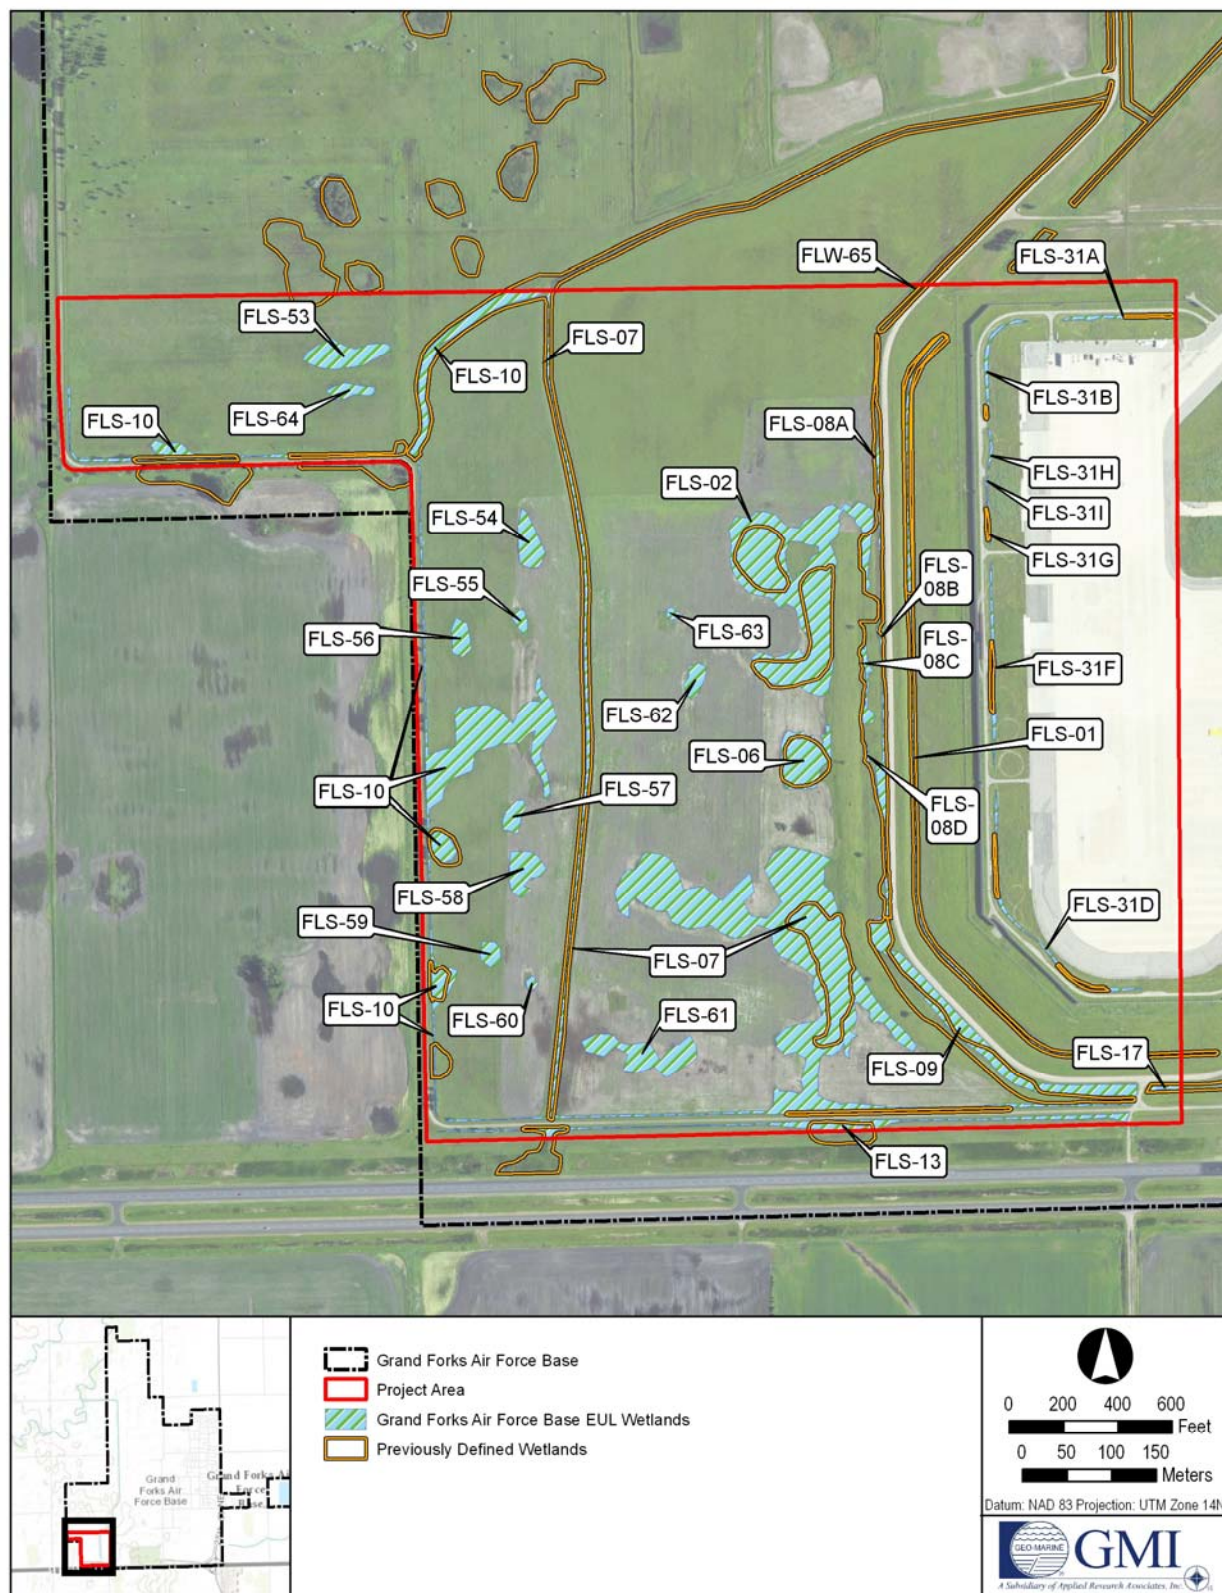 FLW-65
FLS-31A
FLS-53
FLS-07
FLS-10
FLS-31B
FLS-64
FLS-10
FLS-08A
FLS-31H
FLS-02
FLS-31I
FLS-54
FLS-31G
FLS-
08B
FLS-55
FLS-63
FLS-56
FLS-
08C
FLS-31F
FLS-62
FLS-01
FLS-06
FLS-10
FLS-57
FLS-
08D
FLS-58
FLS-31D
FLS-59
FLS-07
FLS-10
FLS-60
FLS-61
FLS-17
FLS-09
FLS-13
Grand Forks Air Force Base
Project Area
Grand Forks Air Force Base EUL Wetlands
Previously Defined Wetlands
Grand
Forks Air
Force Base
Grand Forks Ai
Force
Base
0 200 400 600
Feet
0 50 100 150
Meters
Datum: NAD 83 Projection: UTM Zone 14N
GEO-MARINE
GMI
A Subsidiary of Applied Research Associates, Inc.